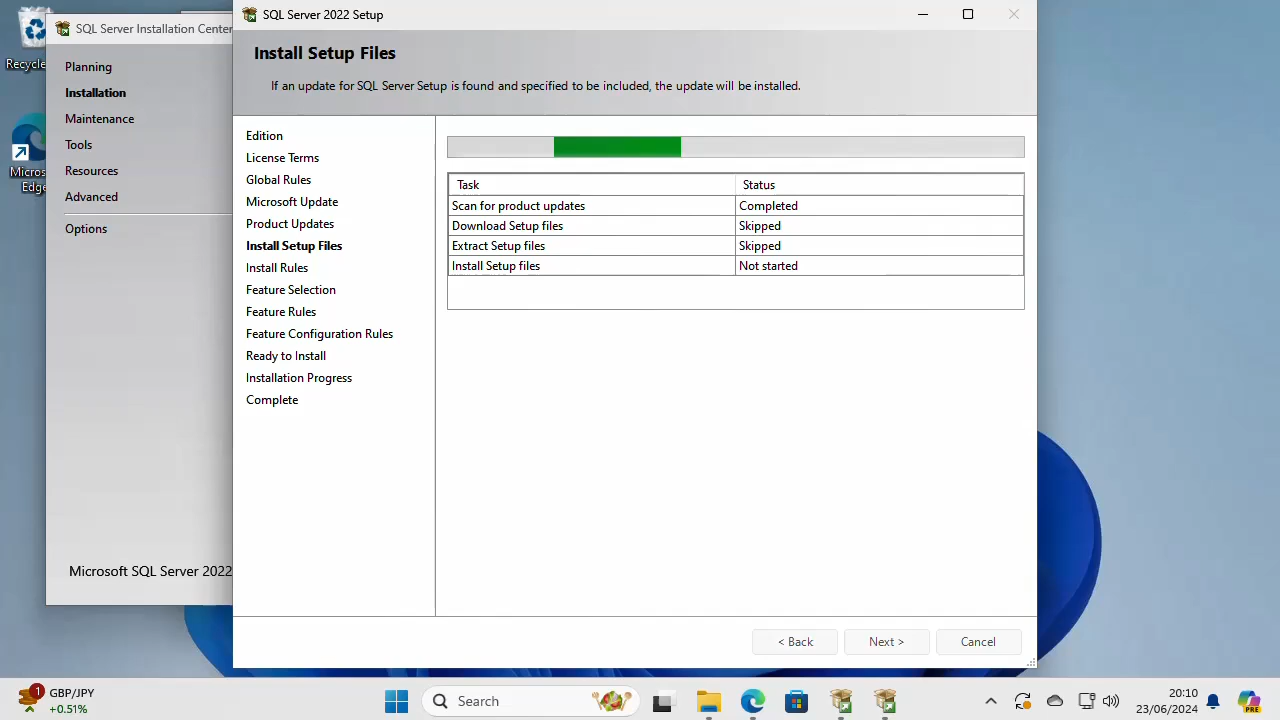 SQL Server 2022 Setup
SQL Server Installation Center
Install Setup Files
If an update for SQL Server Setup is found and specified to be included, the update will be installed.
Planning
Installation
Maintenance
Tools
Resources
Advanced
Options
Microsoft SQL Server 2022
Edition
License Terms
Global Rules
Microsoft Update
Product Updates
Install Setup Files
Install Rules
Feature Selection
Feature Rules
Feature Configuration Rules
Ready to Install
Installation Progress
Complete
Task Status
Scan for product updates Completed
Download Setup files Skipped
Extract Setup files Skipped
Install Setup files Not started
< Back Next > Cancel
Recycle
Micros
Edge
1
GBP/JPY
+0.51%
Search
20:10
23/06/2024
PRE